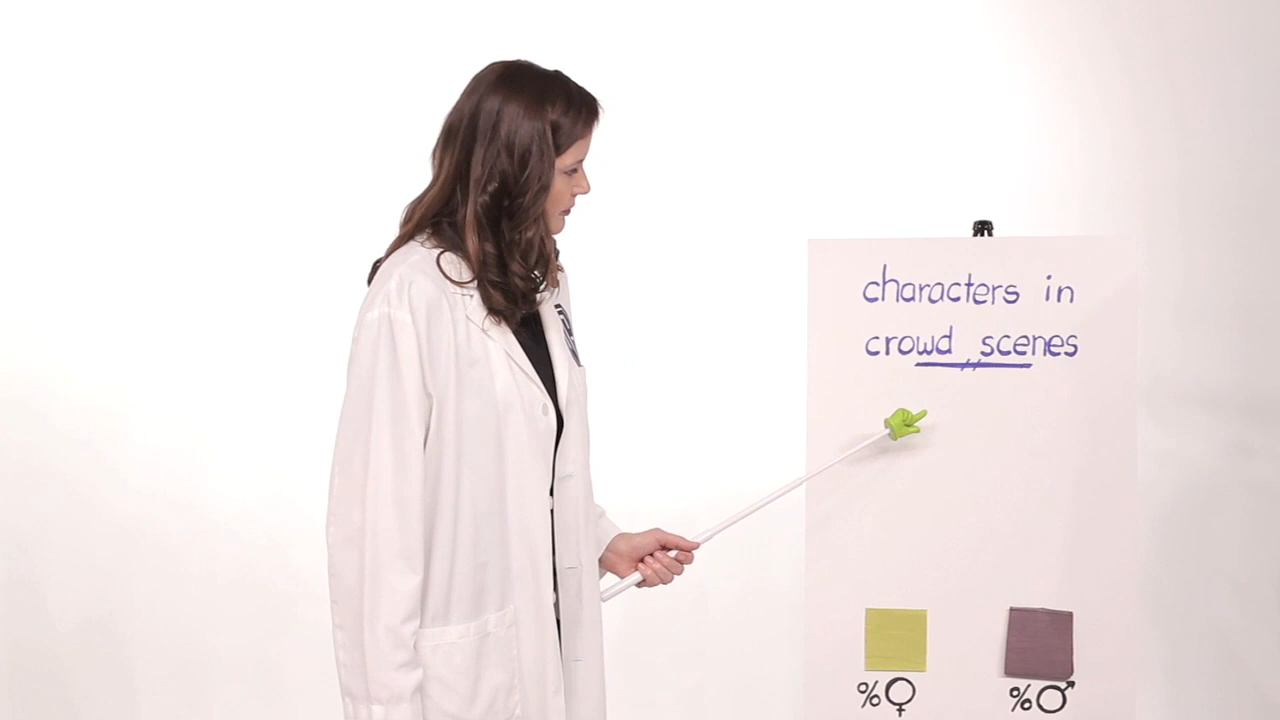 characters in
crowd scenes
%♀ %♂